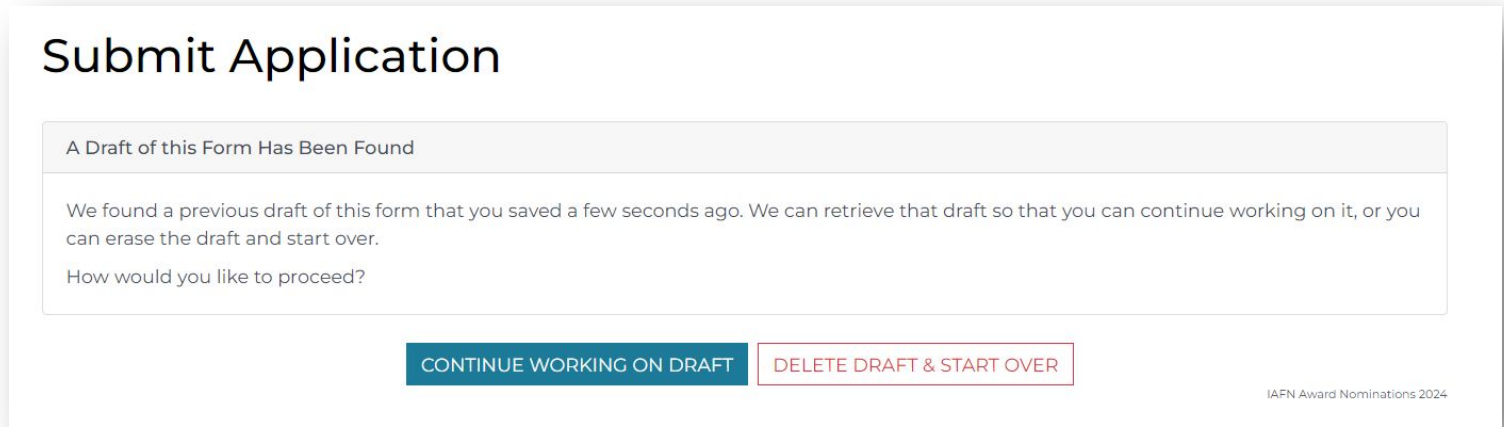 Submit Application
A Draft of this Form Has Been Found
We found a previous draft of this form that you saved a few seconds ago. We can retrieve that draft so that you can continue working on it, or you
can erase the draft and start over.
How would you like to proceed?
CONTINUE WORKING ON DRAFT
DELETE DRAFT & START OVER
IAFN Award Nominations 2024